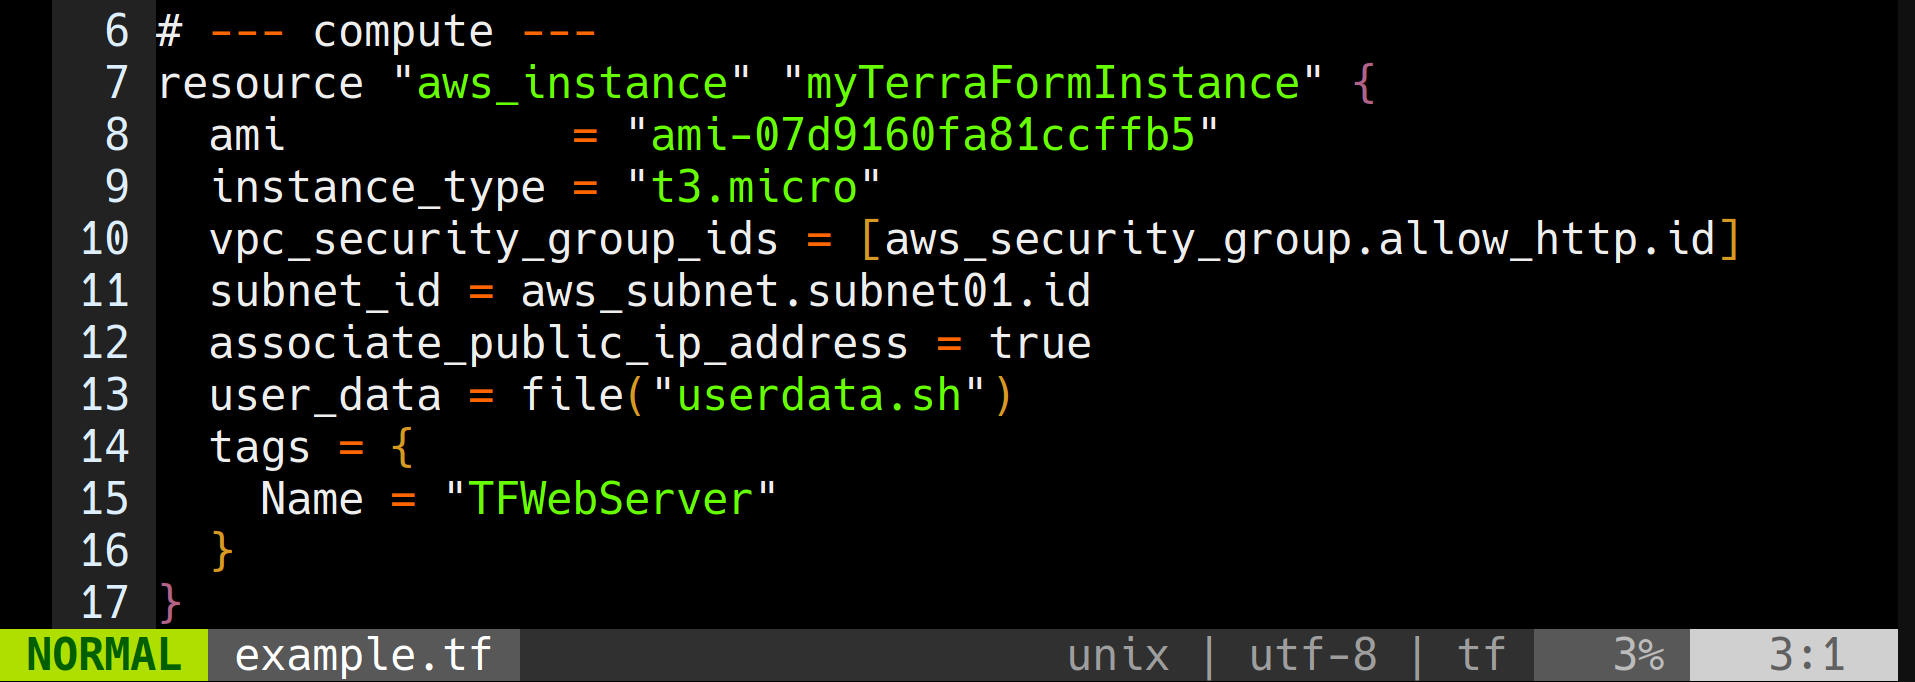 6 # --- compute ---
7 resource "aws_instance" "myTerraFormInstance" {
8   ami           = "ami-07d9160fa81ccffb5"
9   instance_type = "t3.micro"
10   vpc_security_group_ids = [aws_security_group.allow_http.id]
11   subnet_id = aws_subnet.subnet01.id
12   associate_public_ip_address = true
13   user_data = file("userdata.sh")
14   tags = {
15     Name = "TFWebServer"
16   }
17 }
NORMAL example.tf unix | utf-8 | tf 3% 3:1